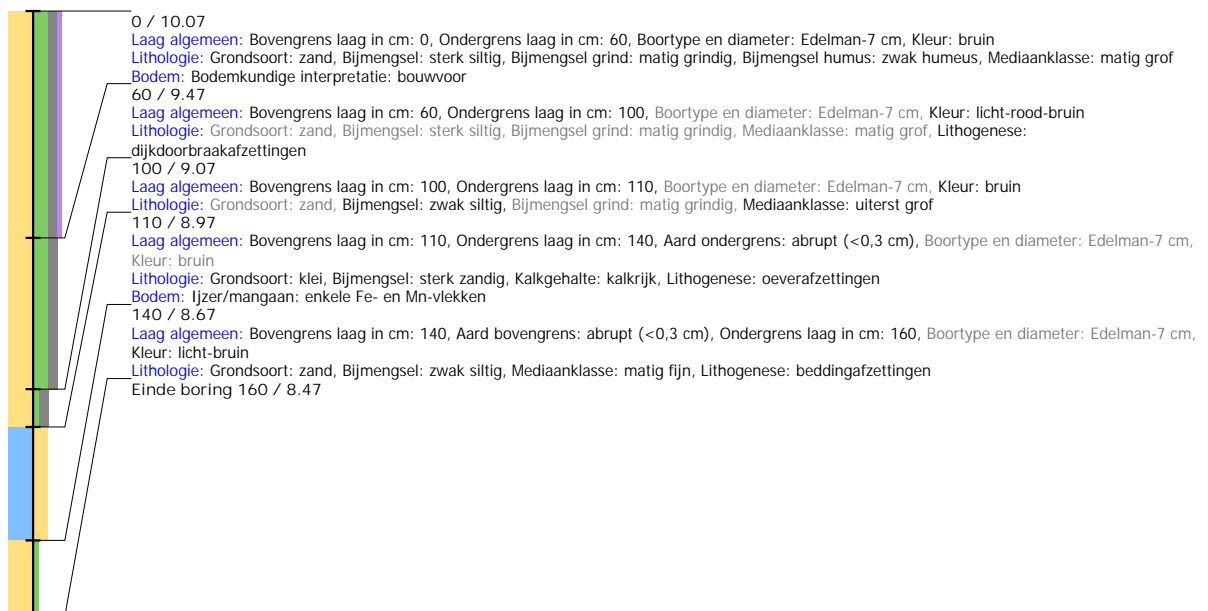 0 / 10.07
Laag algemeen: Bovengrens laag in cm: 0, Ondergrens laag in cm: 60, Boortype en diameter: Edelman-7 cm, Kleur: bruin
Lithologie: Grondsoort: zand, Bijmengsel: sterk siltig, Bijmengsel grind: matig grindig, Bijmengsel humus: zwak humeus, Mediaanklasse: matig grof
Bodem: Bodemkundige interpretatie: bouwvoor
60 / 9.47
Laag algemeen: Bovengrens laag in cm: 60, Ondergrens laag in cm: 100, Boortype en diameter: Edelman-7 cm, Kleur: licht-rood-bruin
Lithologie: Grondsoort: zand, Bijmengsel: sterk siltig, Bijmengsel grind: matig grindig, Mediaanklasse: matig grof, Lithogenese:
dijkdoorbraakafzettingen
100 / 9.07
Laag algemeen: Bovengrens laag in cm: 100, Ondergrens laag in cm: 110, Boortype en diameter: Edelman-7 cm, Kleur: bruin
Lithologie: Grondsoort: zand, Bijmengsel: zwak siltig, Bijmengsel grind: matig grindig, Mediaanklasse: uiterst grof
110 / 8.97
Laag algemeen: Bovengrens laag in cm: 110, Ondergrens laag in cm: 140, Aard ondergrens: abrupt (<0,3 cm), Boortype en diameter: Edelman-7 cm,
Kleur: bruin
Lithologie: Grondsoort: klei, Bijmengsel: sterk zandig, Kalkgehalte: kalkrijk, Lithogenese: oeverafzettingen
Bodem: Ijzer/mangaan: enkele Fe- en Mn-vlekken
140 / 8.67
Laag algemeen: Bovengrens laag in cm: 140, Aard bovengrens: abrupt (<0,3 cm), Ondergrens laag in cm: 160, Boortype en diameter: Edelman-7 cm,
Kleur: licht-bruin
Lithologie: Grondsoort: zand, Bijmengsel: zwak siltig, Mediaanklasse: matig fijn, Lithogenese: beddingafzettingen
Einde boring 160 / 8.47